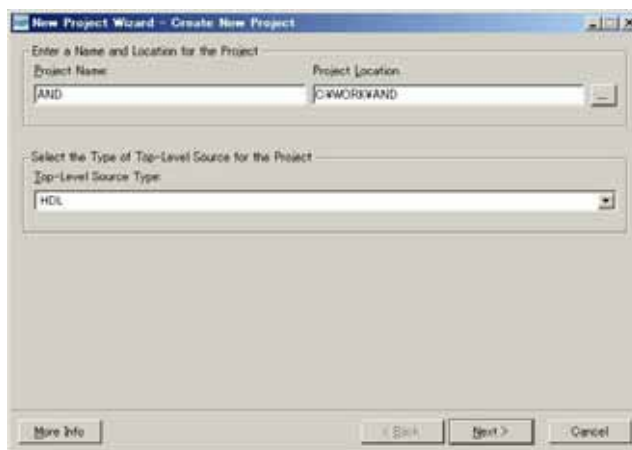 New Project Wizard - Create New Project
Enter a Name and Location for the Project
Project Name:
Project Location
AND
C:¥WORK¥AND
...
Select the Type of Top-Level Source for the Project
Top-Level Source Type:
HDL
More Info
< Back
Next >
Cancel